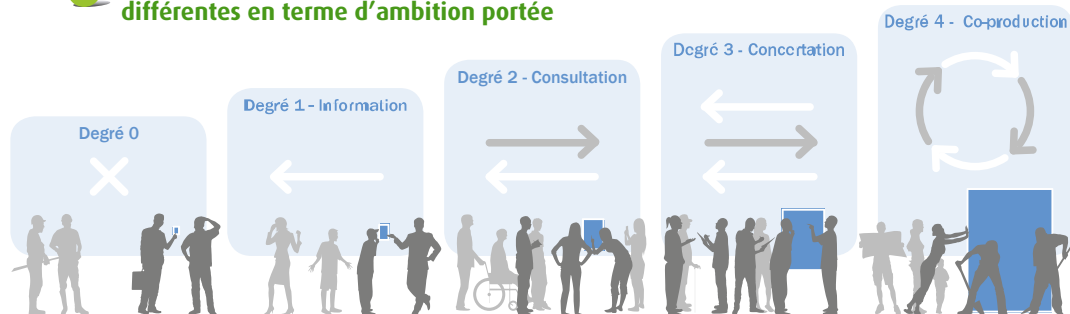 différentes en terme d'ambition portée
Degré 0
Degré 1 - Information
Degré 2 - Consultation
Degré 3 - Concertation
Degré 4 - Co-production